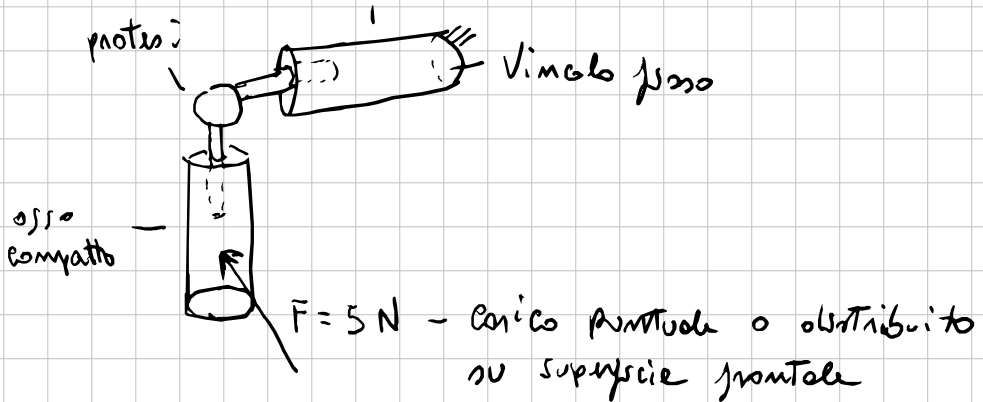 protesi
Vincolo fisso
osso
compatto
F = 5 N - carico puntuale o distribuito
su superficie frontale